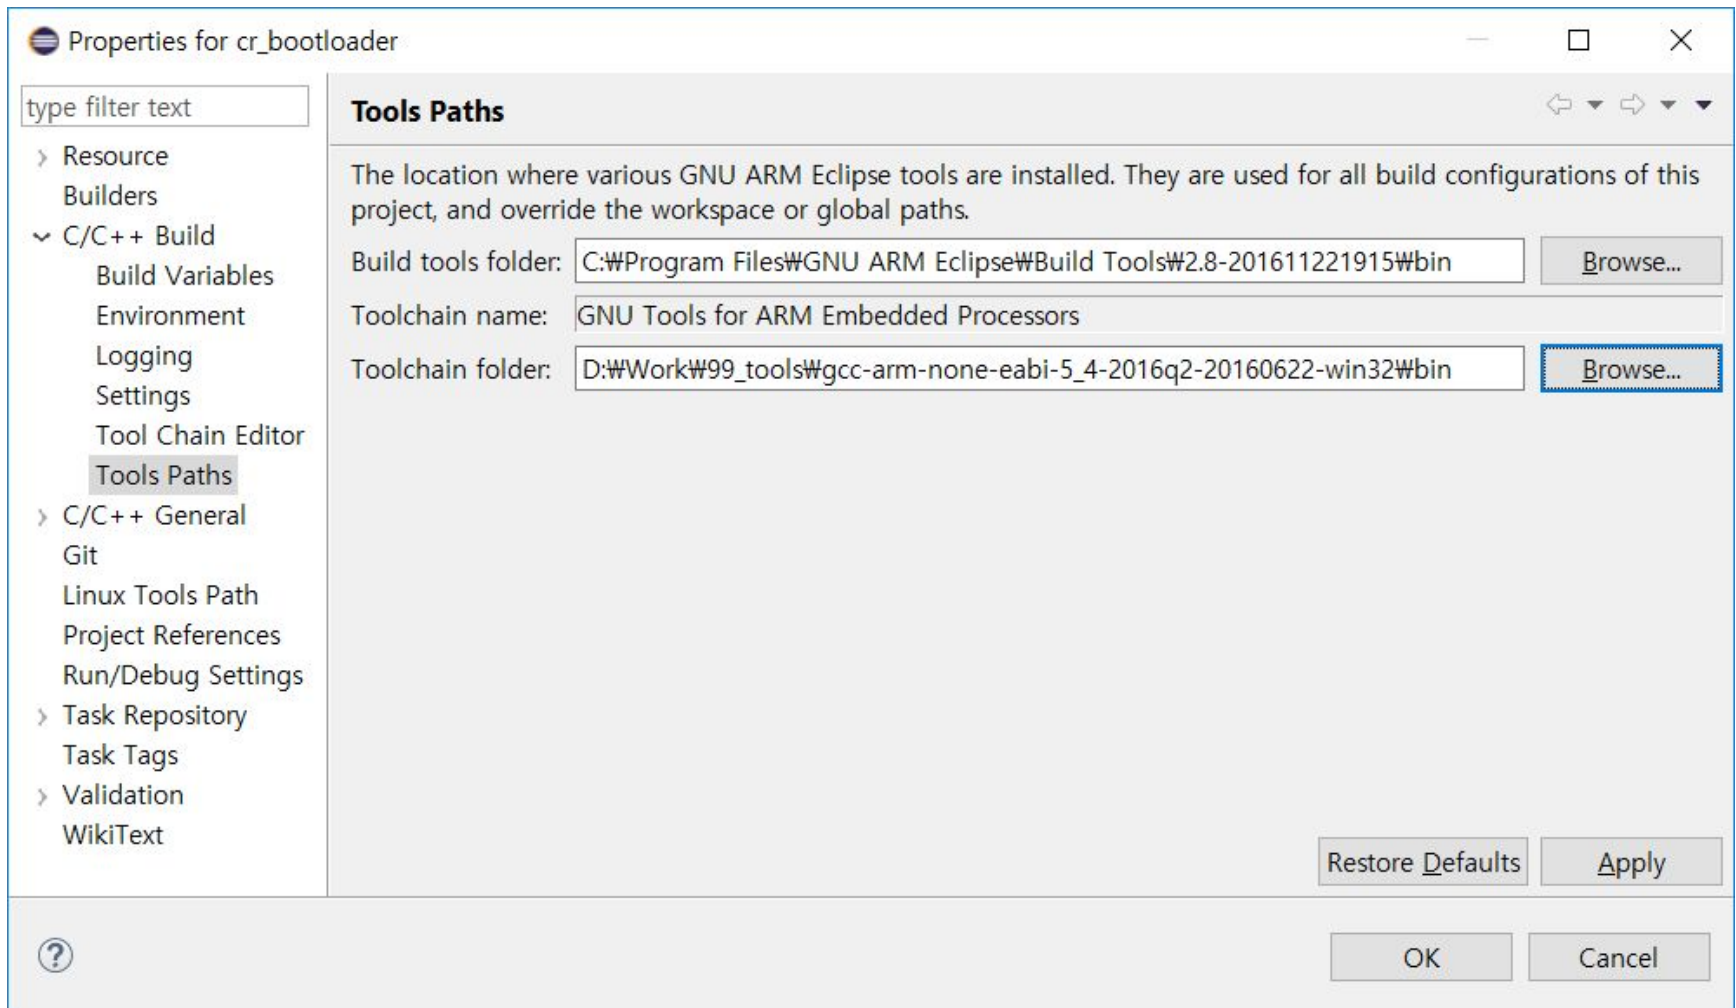 Properties for cr_bootloader
type filter text
Resource
Builders
C/C++ Build
Build Variables
Environment
Logging
Settings
Tool Chain Editor
Tools Paths
C/C++ General
Git
Linux Tools Path
Project References
Run/Debug Settings
Task Repository
Task Tags
Validation
WikiText
Tools Paths
The location where various GNU ARM Eclipse tools are installed. They are used for all build configurations of this
project, and override the workspace or global paths.
Build tools folder: C:₩Program Files₩GNU ARM Eclipse₩Build Tools₩2.8-201611221915₩bin Browse...
Toolchain name: GNU Tools for ARM Embedded Processors
Toolchain folder: D:₩Work₩99_tools₩gcc-arm-none-eabi-5_4-2016q2-20160622-win32₩bin Browse...
Restore Defaults Apply
? OK Cancel